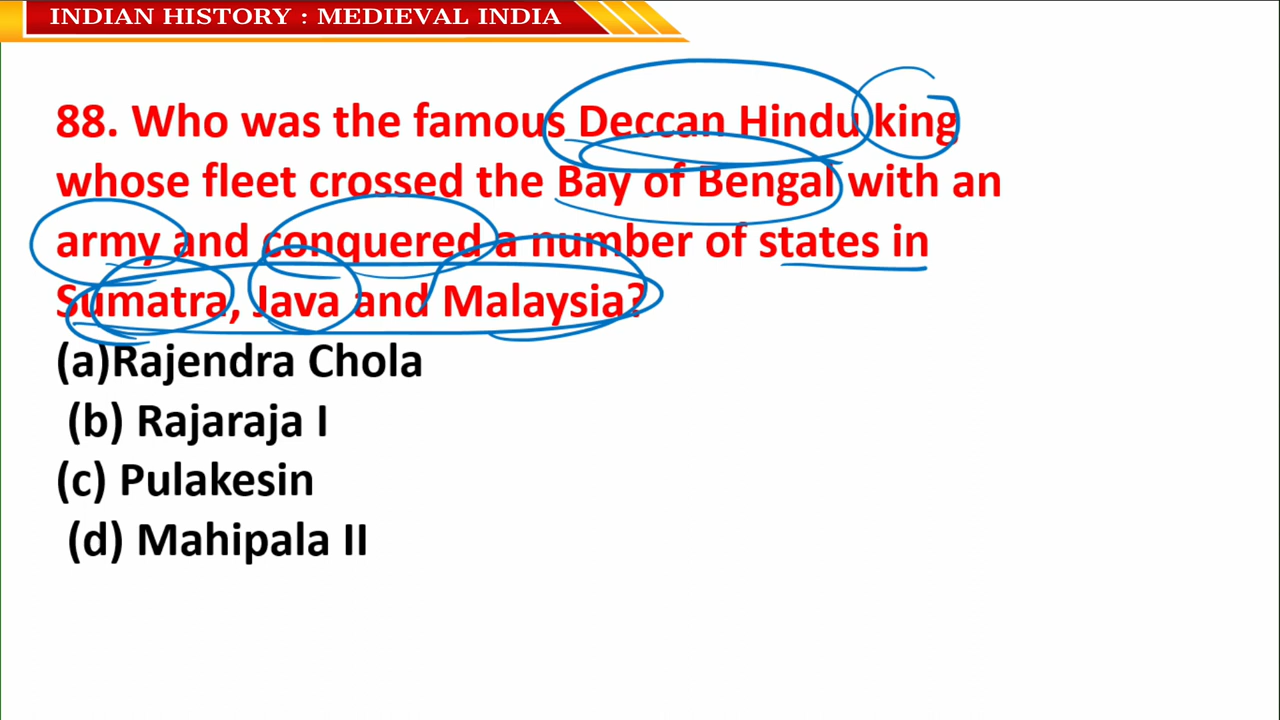 INDIAN HISTORY : MEDIEVAL INDIA
88. Who was the famous Deccan Hindu king
whose fleet crossed the Bay of Bengal with an
army and conquered a number of states in
Sumatra, Java and Malaysia?
(a)Rajendra Chola
(b) Rajaraja I
(c) Pulakesin
(d) Mahipala II